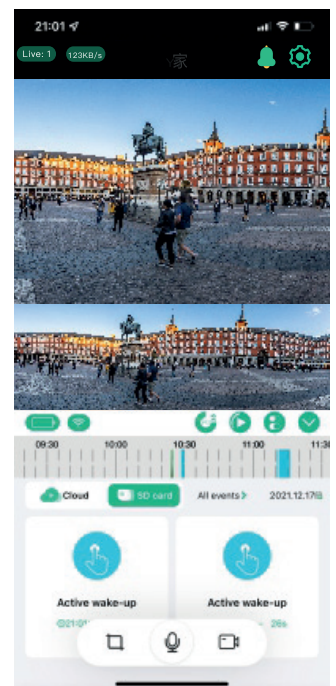 21:01
Live: 1 123KB/s 家
09:30 10:00 10:30 11:00 11:30
Cloud SD card All events > 2021.12.17
Active wake-up Active wake-up
26s